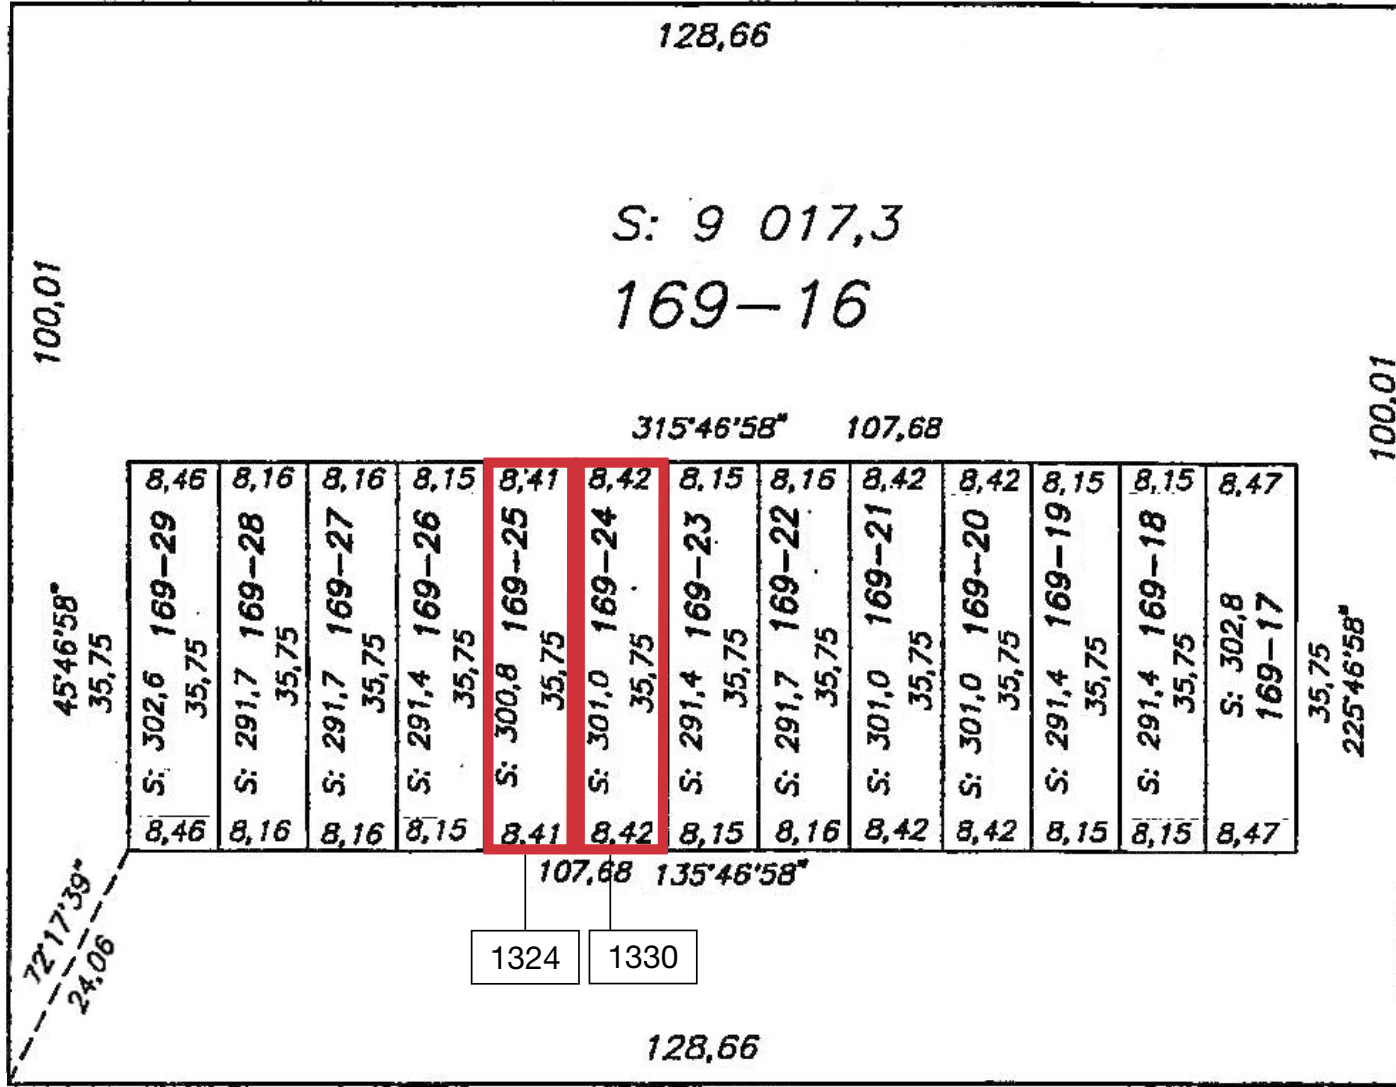 128,66
S: 9 017,3
169-16
100,01
100,01
315°46'58" 107,68
8,46 8,16 8,16 8,15 8,41 8,42 8,15 8,16 8,42 8,42 8,15 8,15 8,47
45°46'58"
35,75
S: 302,6 169-29
35,75
S: 291,7 169-28
35,75
S: 291,7 169-27
35,75
S: 291,4 169-26
35,75
S: 300,8 169-25
35,75
S: 301,0 169-24
35,75
S: 291,4 169-23
35,75
S: 291,7 169-22
35,75
S: 301,0 169-21
35,75
S: 301,0 169-20
35,75
S: 291,4 169-19
35,75
S: 291,4 169-18
35,75
S: 302,8
169-17
35,75
225°46'58"
8,46 8,16 8,16 8,15 8,41 8,42 8,15 8,16 8,42 8,42 8,15 8,15 8,47
107,68 135°46'58"
72°17'39"
24,06
1324 1330
128,66